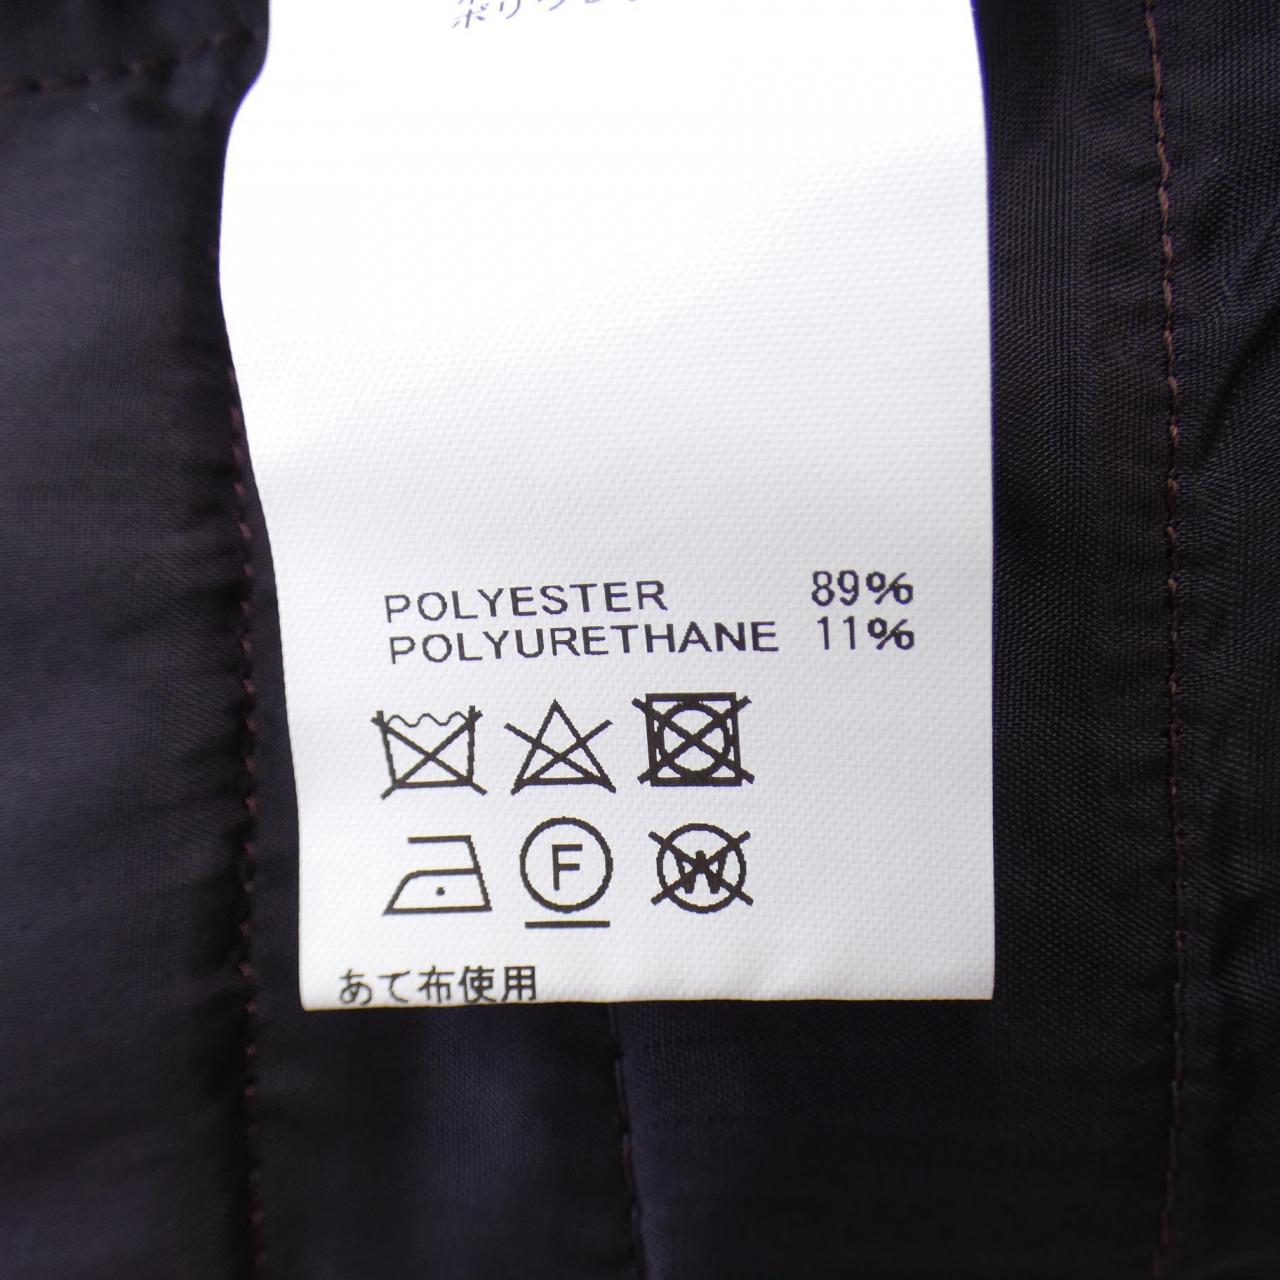 POLYESTER 89%
POLYURETHANE 11%
F
W
あて布使用